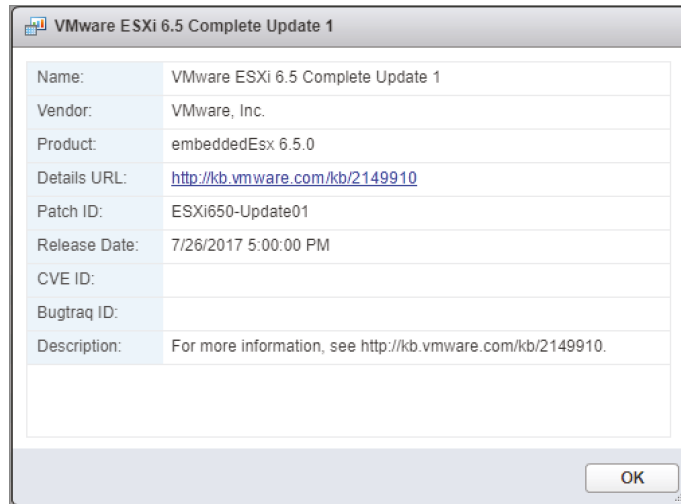 VMware ESXi 6.5 Complete Update 1
Name: VMware ESXi 6.5 Complete Update 1
Vendor: VMware, Inc.
Product: embeddedEsx 6.5.0
Details URL: http://kb.vmware.com/kb/2149910
Patch ID: ESXi650-Update01
Release Date: 7/26/2017 5:00:00 PM
CVE ID:
Bugtraq ID:
Description: For more information, see http://kb.vmware.com/kb/2149910.
OK